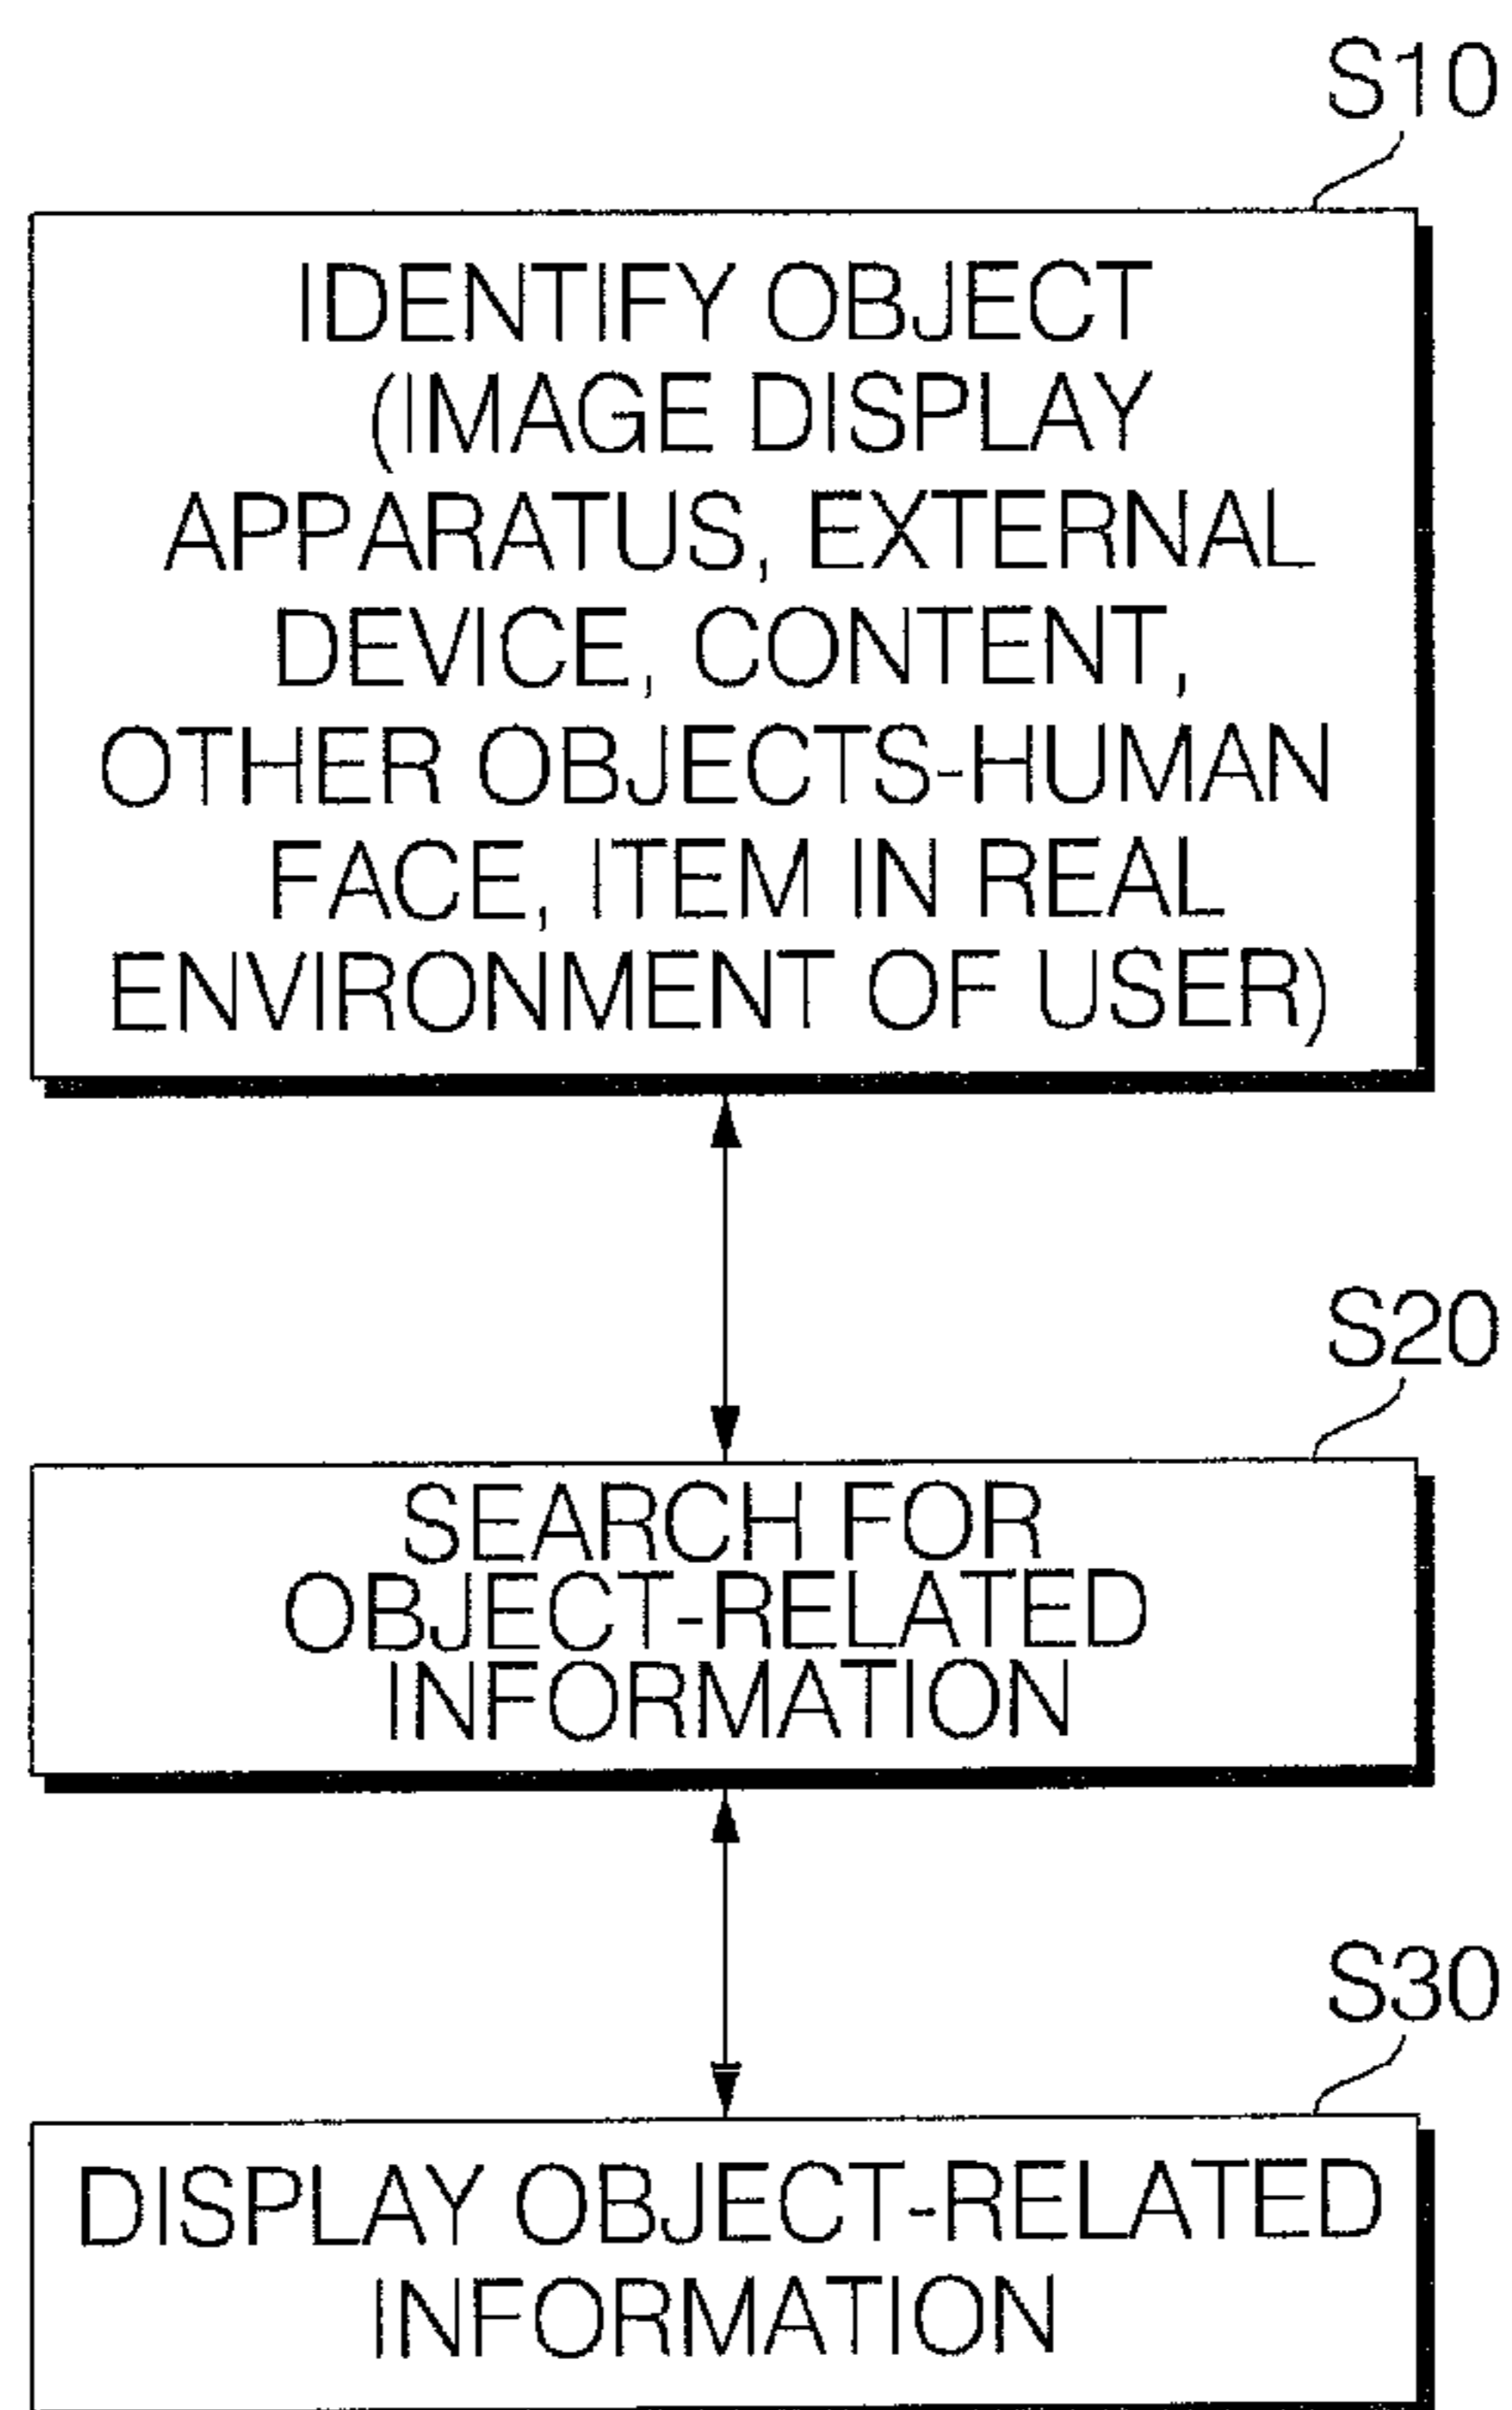 S10
IDENTIFY OBJECT
(IMAGE DISPLAY
APPARATUS, EXTERNAL
DEVICE, CONTENT,
OTHER OBJECTS-HUMAN
FACE, ITEM IN REAL
ENVIRONMENT OF USER)
S20
SEARCH FOR
OBJECT-RELATED
INFORMATION
S30
DISPLAY OBJECT-RELATED
INFORMATION